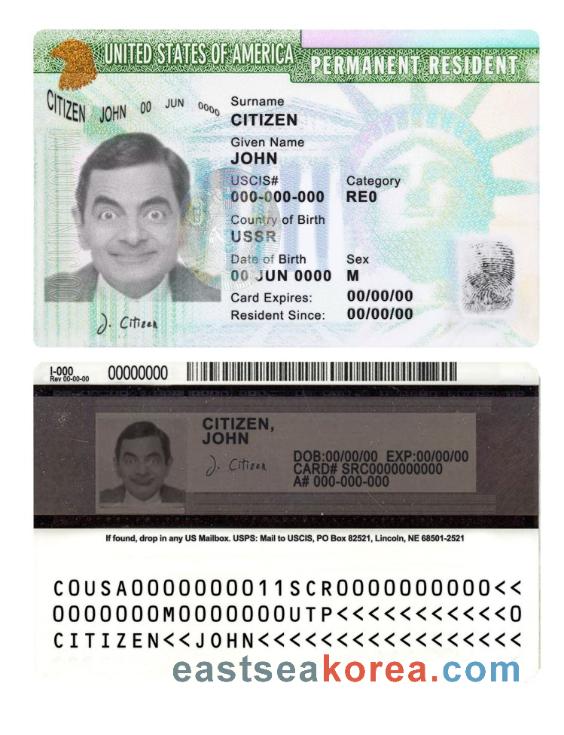 UNITED STATES OF AMERICA
PERMANENT RESIDENT
CITIZEN JOHN 00 JUN 0000
Surname
CITIZEN
Given Name
JOHN
USCIS# Category
000-000-000 RE0
Country of Birth
USSR
Date of Birth Sex
00 JUN 0000 M
Card Expires: 00/00/00
Resident Since: 00/00/00
J. Citizen
I-000
Rev 00-00-00
00000000
CITIZEN,
JOHN
J. Citizen
DOB:00/00/00 EXP:00/00/00
CARD# SRC0000000000
A# 000-000-000
If found, drop in any US Mailbox. USPS: Mail to USCIS, PO Box 82521, Lincoln, NE 68501-2521
COUSA0000000011SCR0000000000<<
0000000M0000000UTP<<<<<<<<<<<0
CITIZEN<<JOHN<<<<<<<<<<<<<<<<<
eastseakorea.com